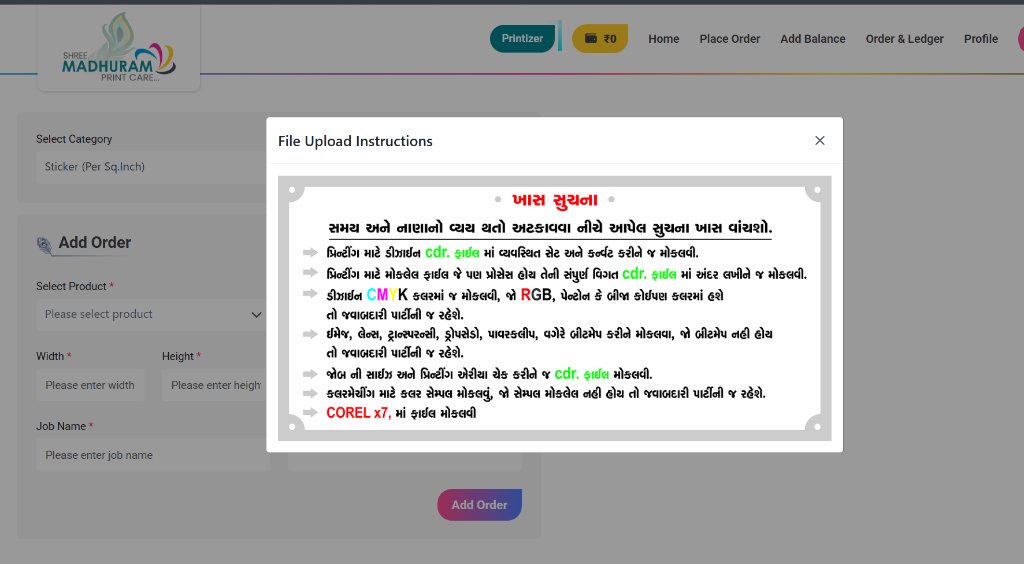 SHREE
MADHURAM
PRINT CARE...
Printizer
₹0
Home
Place Order
Add Balance
Order & Ledger
Profile
Select Category
Sticker (Per Sq.Inch)
Add Order
Select Product *
Please select product
Width *
Height *
Please enter width
Please enter heigh
Job Name *
Please enter job name
Add Order
File Upload Instructions
ખાસ સુચના
સમય અને નાણાનો વ્યય થતો અટકાવવા નીચે આપેલ સુચના ખાસ વાંચશો.
પ્રિન્ટીંગ માટે ડીઝાઈન cdr. ફાઈલ માં વ્યવસ્થિત સેટ અને કર્ન્વટ કરીને જ મોકલવી.
પ્રિન્ટીંગ માટે મોકલેલ ફાઈલ જે પણ પ્રોસેસ હોય તેની સંપુર્ણ વિગત cdr. ફાઈલ માં અંદર લખીને જ મોકલવી.
ડીઝાઈન CMYK કલરમાં જ મોકલવી, જો RGB, પેન્ટોન કે બીજા કોઈપણ કલરમાં હશે
તો જવાબદારી પાર્ટીની જ રહેશે.
ઈમેજ, લેન્સ, ટ્રાન્સ્પરન્સી, ડ્રોપસેડો, પાવરકલીપ, વગેરે બીટમેપ કરીને મોકલવા, જો બીટમેપ નહી હોય
તો જવાબદારી પાર્ટીની જ રહેશે.
જોબ ની સાઈઝ અને પ્રિન્ટીંગ એરીયા ચેક કરીને જ cdr. ફાઈલ મોકલવી.
કલરમેચીંગ માટે કલર સેમ્પલ મોકલવું, જો સેમ્પલ મોકલેલ નહી હોય તો જવાબદારી પાર્ટીની જ રહેશે.
COREL x7, માં ફાઈલ મોકલવી